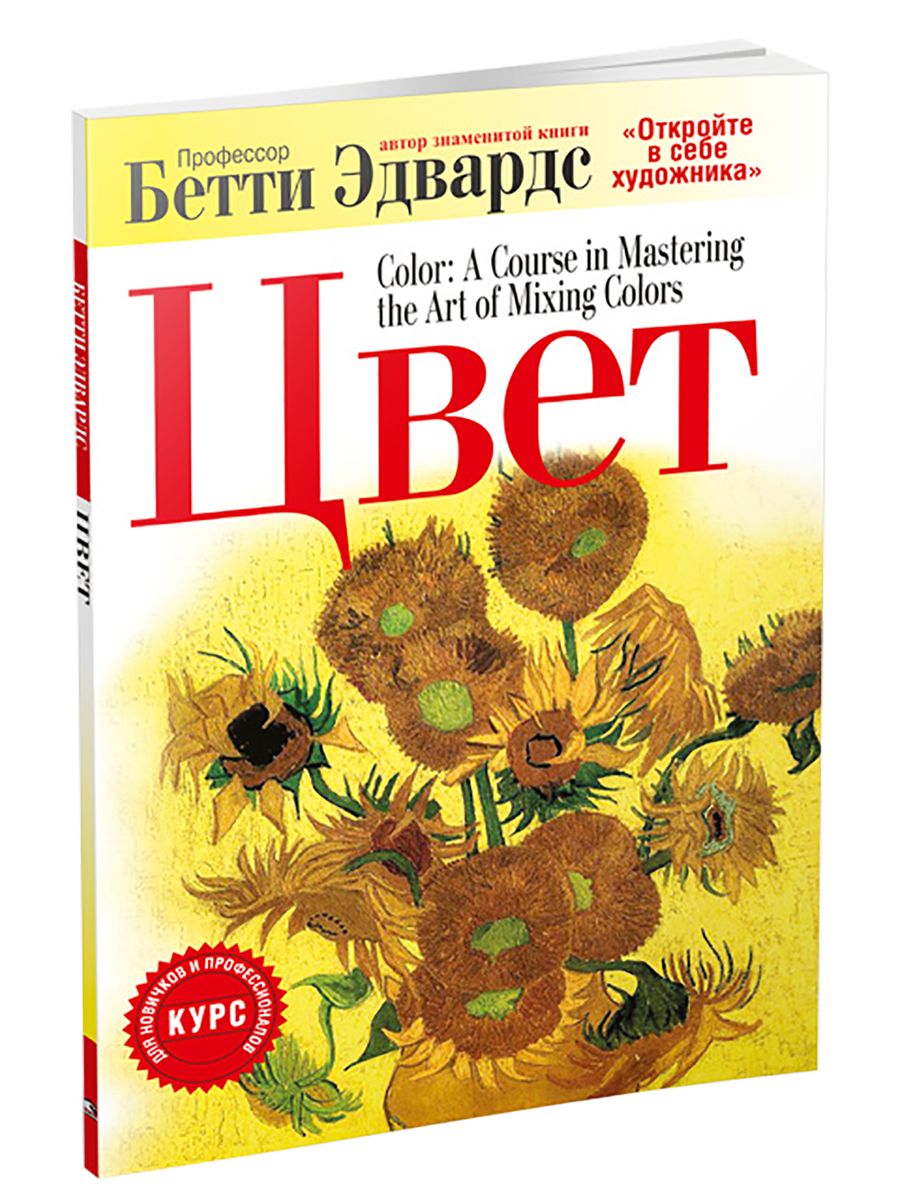 Профессор
Бетти Эдвардс
автор знаменитой книги
«Откройте
в себе
художника»
Color: A Course in Mastering
the Art of Mixing Colors
Цвет
ДЛЯ НОВИЧКОВ И ПРОФЕССИОНАЛОВ
КУРС
БЕТТИ ЭДВАРДС
ЦВЕТ